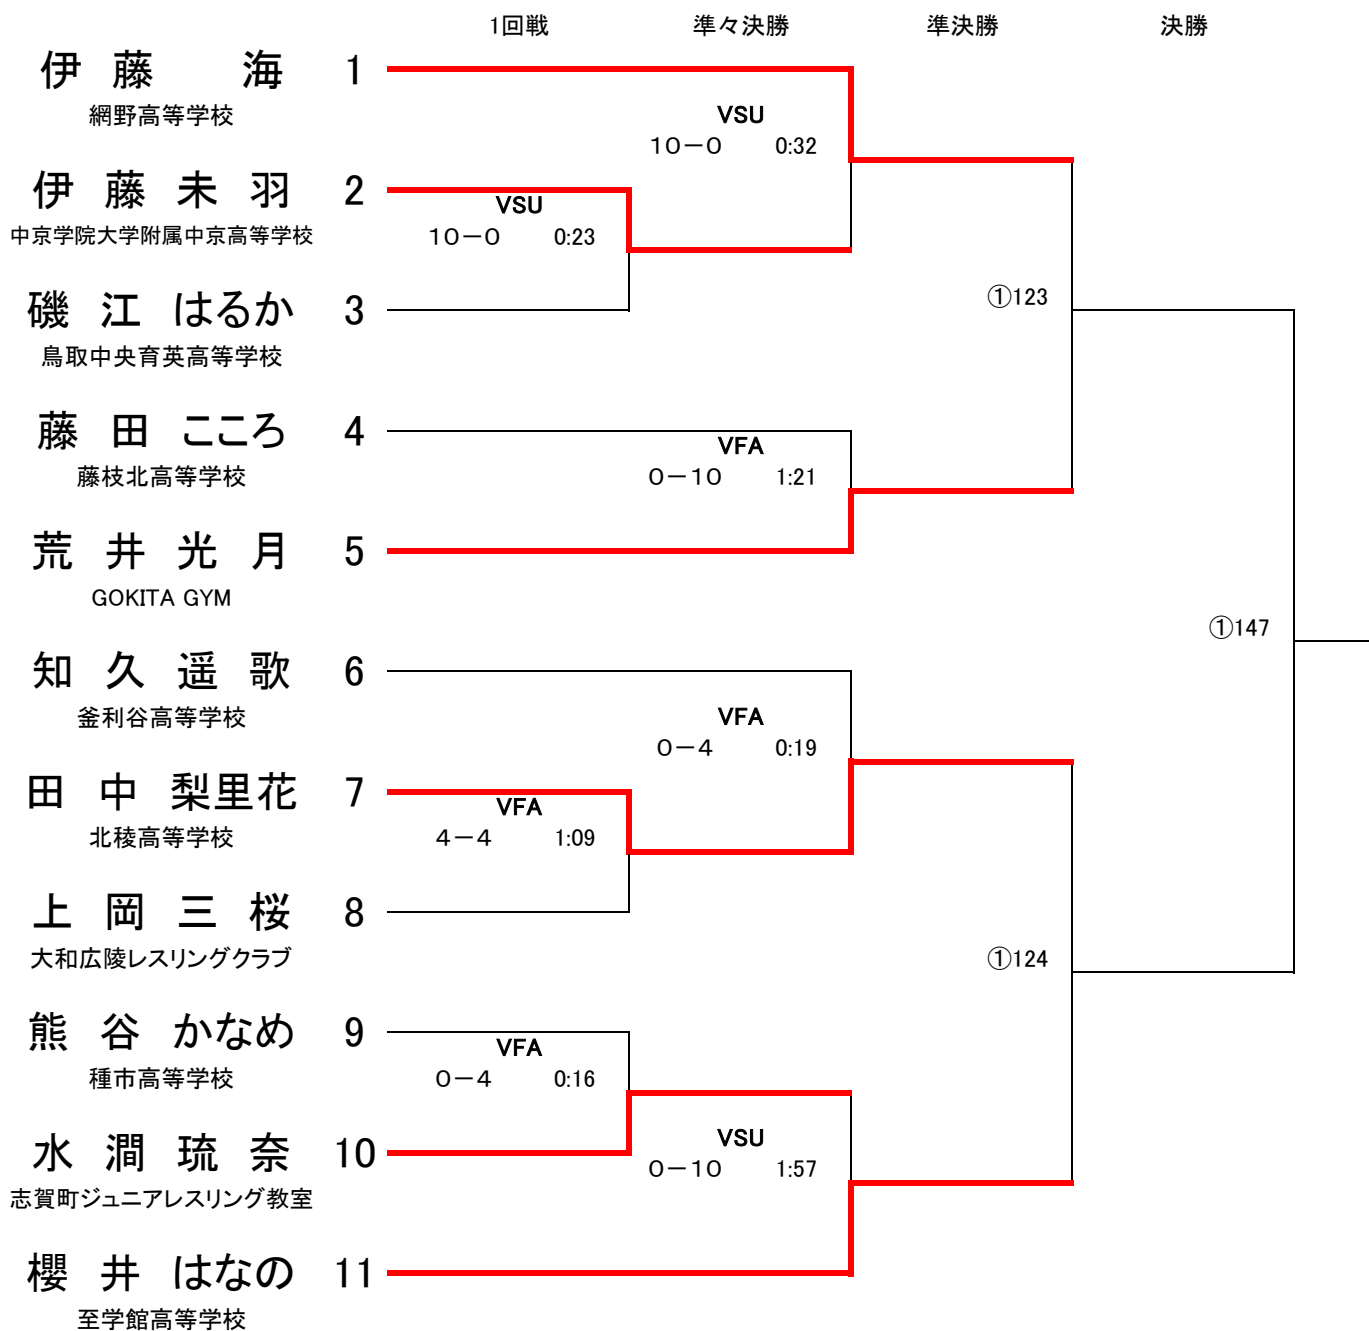 1回戦 準々決勝 準決勝 決勝
伊 藤 海 1
網野高等学校
VSU
10－0 0:32
伊 藤 未 羽 2
中京学院大学附属中京高等学校
VSU
10－0 0:23
磯 江 はるか 3
鳥取中央育英高等学校
①123
藤 田 こころ 4
藤枝北高等学校
VFA
0－10 1:21
荒 井 光 月 5
GOKITA GYM
①147
知 久 遥 歌 6
釜利谷高等学校
VFA
0－4 0:19
田 中 梨里花 7
北稜高等学校
VFA
4－4 1:09
上 岡 三 桜 8
大和広陵レスリングクラブ
①124
熊 谷 かなめ 9
種市高等学校
VFA
0－4 0:16
水 澗 琉 奈 10
志賀町ジュニアレスリング教室
VSU
0－10 1:57
櫻 井 はなの 11
至学館高等学校